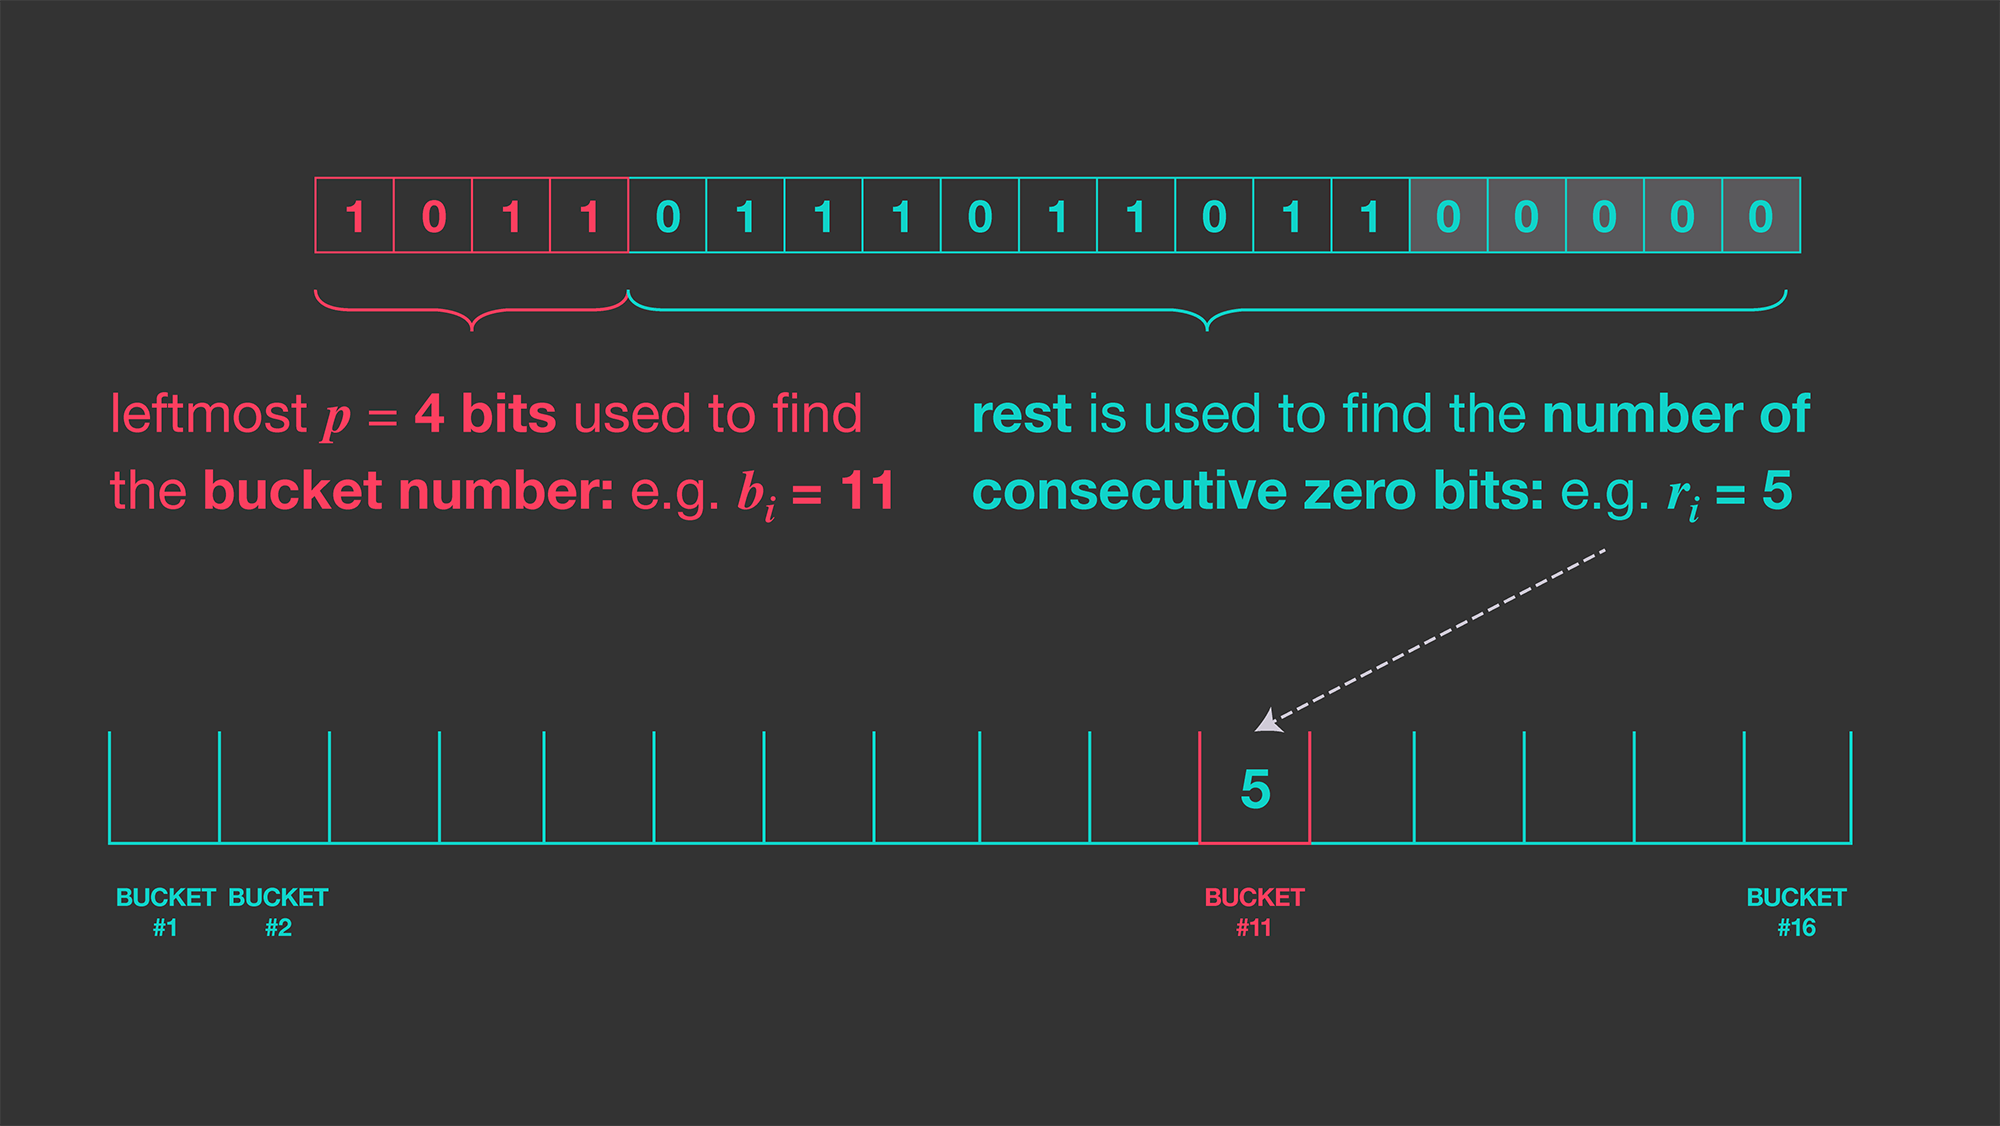 1 0 1 1 0 1 1 1 0 1 1 0 1 1 0 0 0 0 0
leftmost p = 4 bits used to find
the bucket number: e.g. bᵢ = 11
rest is used to find the number of
consecutive zero bits: e.g. rᵢ = 5
5
BUCKET
#1
BUCKET
#2
BUCKET
#11
BUCKET
#16